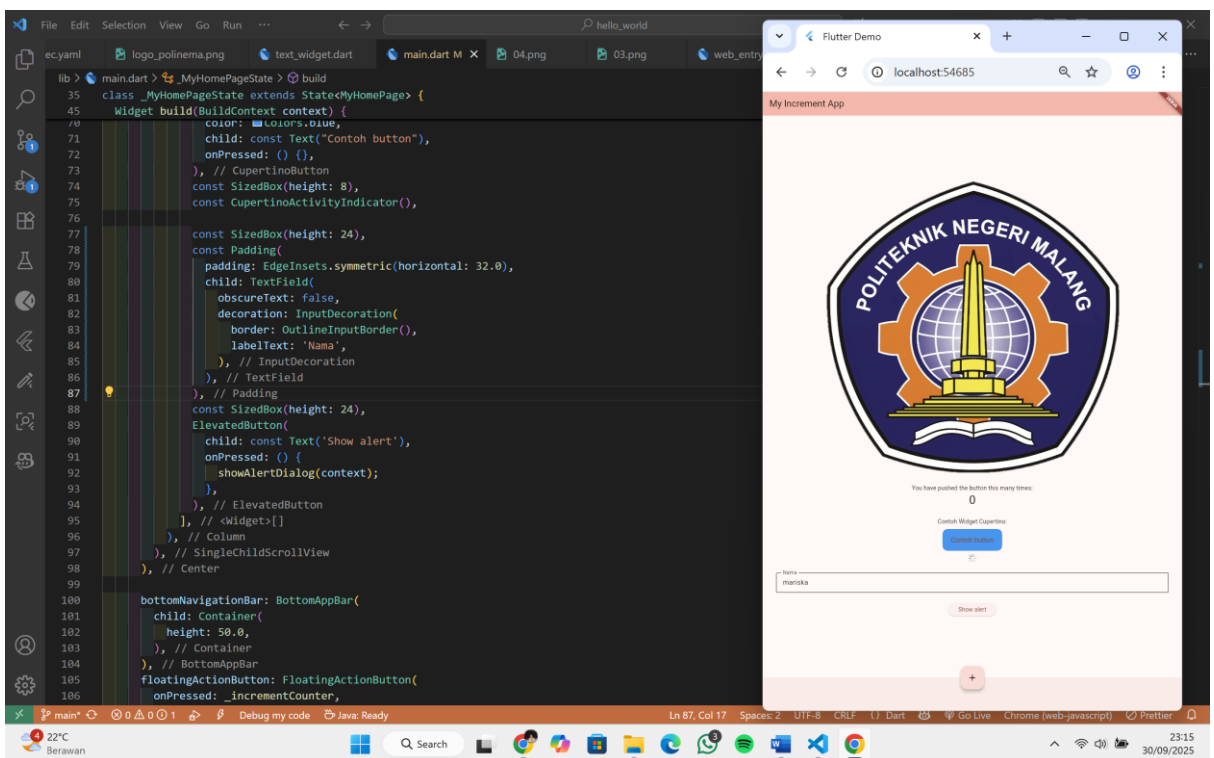 File Edit Selection View Go Run ··· hello_world
ec.yaml logo_polinema.png text_widget.dart main.dart M 04.png 03.png web_entry
lib > main.dart > _MyHomePageState > build
35 class _MyHomePageState extends State<MyHomePage> {
45 Widget build(BuildContext context) {
70 color: Colors.blue,
71 child: const Text("Contoh button"),
72 onPressed: () {},
73 ), // CupertinoButton
74 const SizedBox(height: 8),
75 const CupertinoActivityIndicator(),
76
77 const SizedBox(height: 24),
78 const Padding(
79 padding: EdgeInsets.symmetric(horizontal: 32.0),
80 child: TextField(
81 obscureText: false,
82 decoration: InputDecoration(
83 border: OutlineInputBorder(),
84 labelText: 'Nama',
85 ), // InputDecoration
86 ), // TextField
87 ), // Padding
88 const SizedBox(height: 24),
89 ElevatedButton(
90 child: const Text('Show alert'),
91 onPressed: () {
92 showAlertDialog(context);
93 },
94 ), // ElevatedButton
95 ], // <Widget>[]
96 ), // Column
97 ), // SingleChildScrollView
98 ), // Center
99
100 bottomNavigationBar: BottomAppBar(
101 child: Container(
102 height: 50.0,
103 ), // Container
104 ), // BottomAppBar
105 floatingActionButton: FloatingActionButton(
106 onPressed: _incrementCounter,
Flutter Demo
localhost:54685
My Increment App
POLITEKNIK NEGERI MALANG
You have pushed the button this many times:
0
Contoh Widget Cupertino:
Contoh button
Nama
mariska
Show alert
+
main* 0 0 1 Debug my code Java: Ready Ln 87, Col 17 Spaces: 2 UTF-8 CRLF {} Dart Go Live Chrome (web-javascript) Prettier
4 22°C
Berawan
Search
3
23:15
30/09/2025